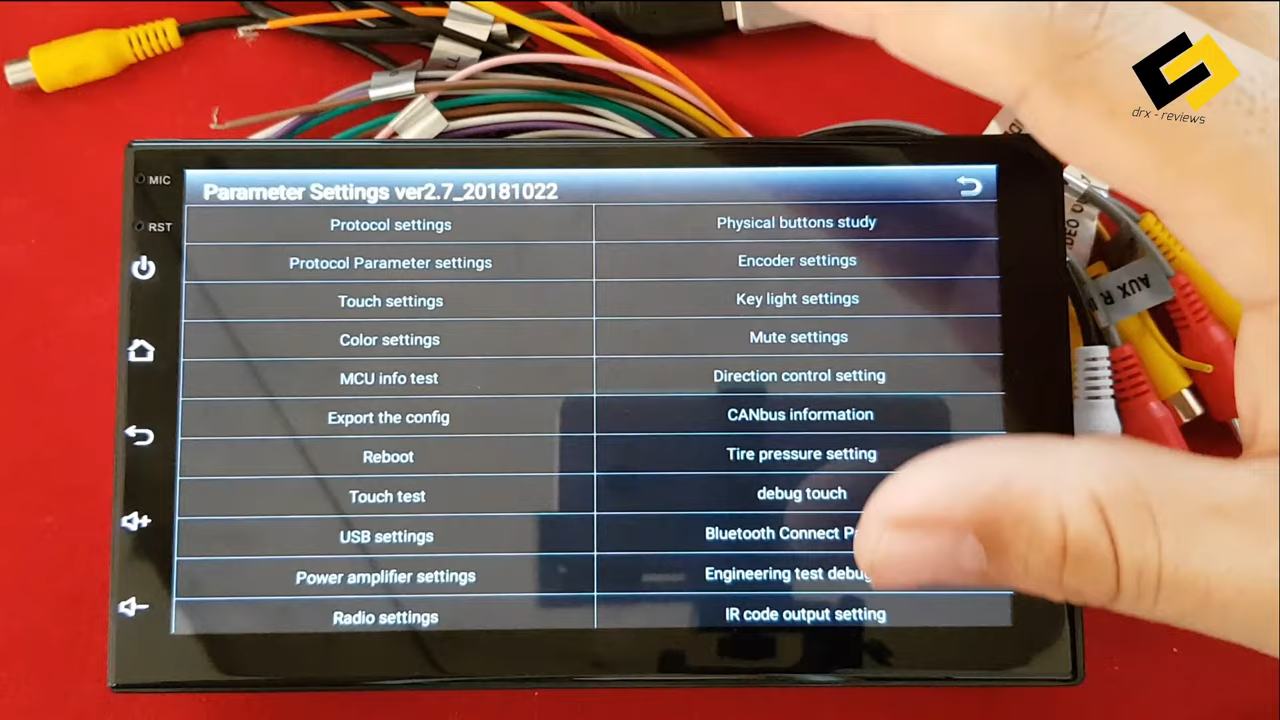 drx - reviews
MIC
RST
Parameter Settings ver2.7_20181022
Protocol settings
Physical buttons study
Protocol Parameter settings
Encoder settings
Touch settings
Key light settings
Color settings
Mute settings
MCU info test
Direction control setting
Export the config
CANbus information
Reboot
Tire pressure setting
Touch test
debug touch
USB settings
Bluetooth Connect
Power amplifier settings
Engineering test debug
Radio settings
IR code output setting
AUX R